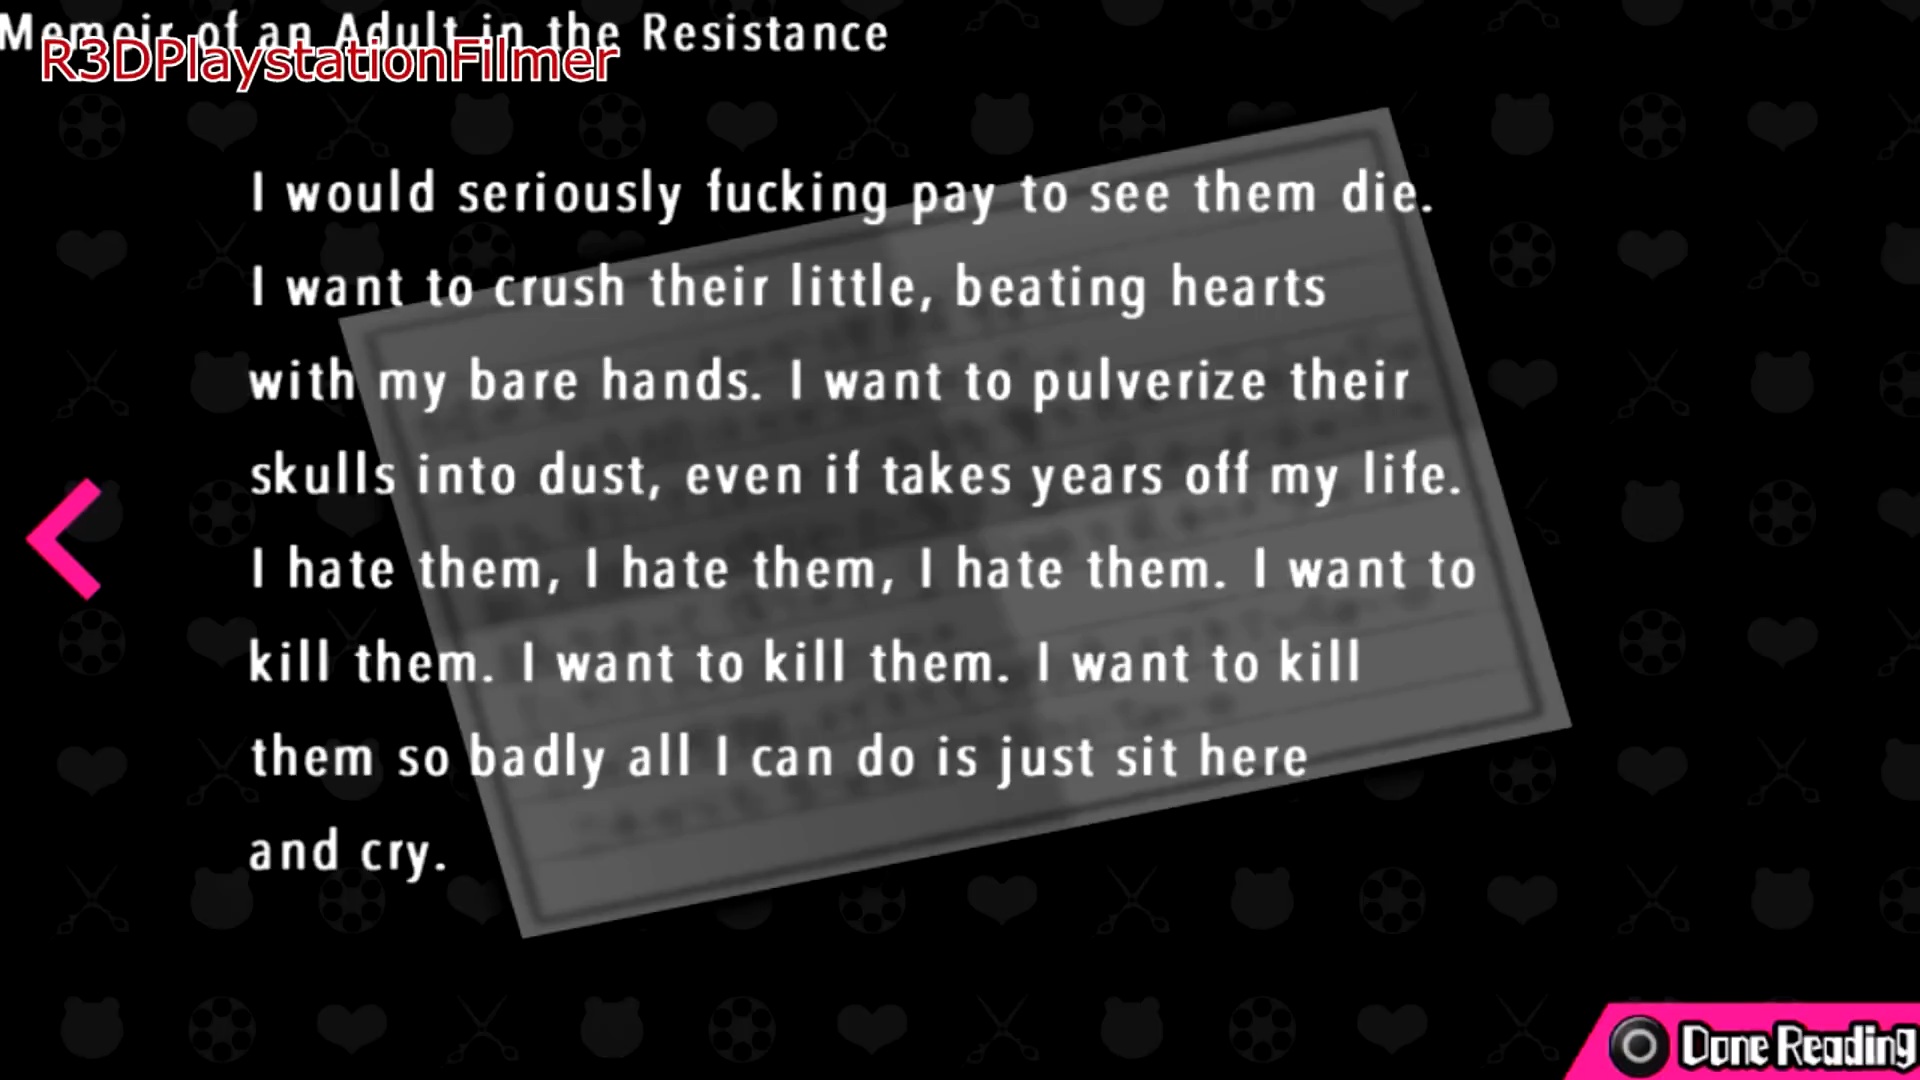 Memoir of an Adult in the Resistance
R3DPlaystationFilmer
I would seriously fucking pay to see them die.
I want to crush their little, beating hearts
with my bare hands. I want to pulverize their
skulls into dust, even if takes years off my life.
I hate them, I hate them, I hate them. I want to
kill them. I want to kill them. I want to kill
them so badly all I can do is just sit here
and cry.
Done Reading